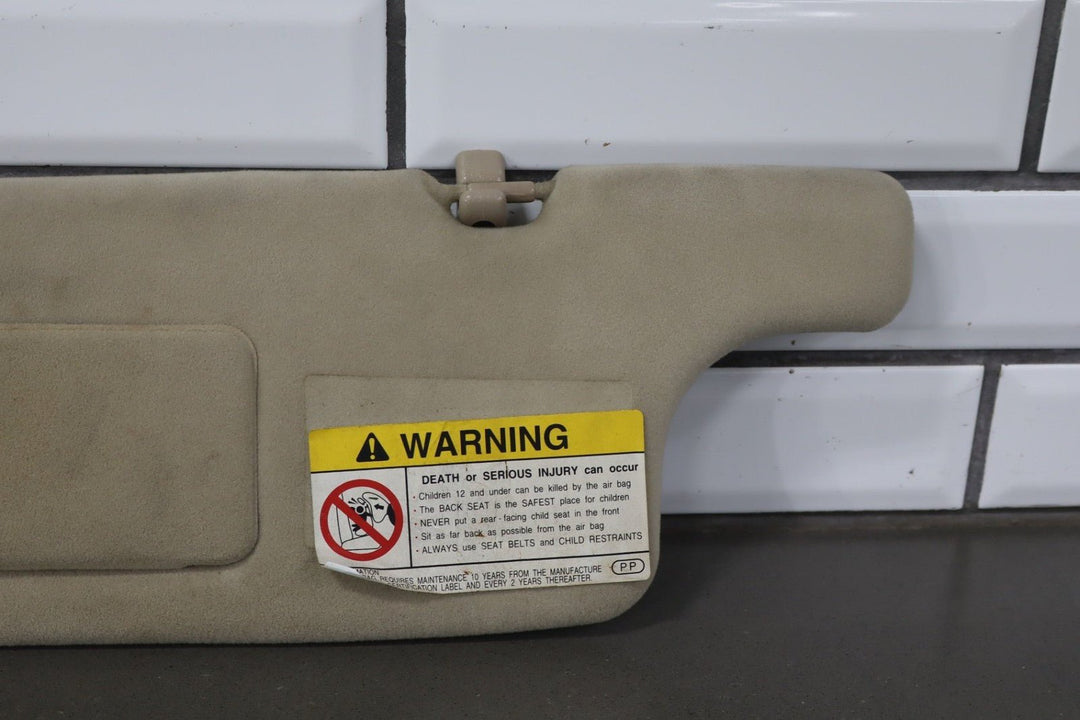 WARNING
DEATH or SERIOUS INJURY can occur
· Children 12 and under can be killed by the air bag
· The BACK SEAT is the SAFEST place for children
· NEVER put a rear-facing child seat in the front
· Sit as far back as possible from the air bag
· ALWAYS use SEAT BELTS and CHILD RESTRAINTS
REQUIRES MAINTENANCE 10 YEARS FROM THE MANUFACTURE
LABEL AND EVERY 2 YEARS THEREAFTER.
PP